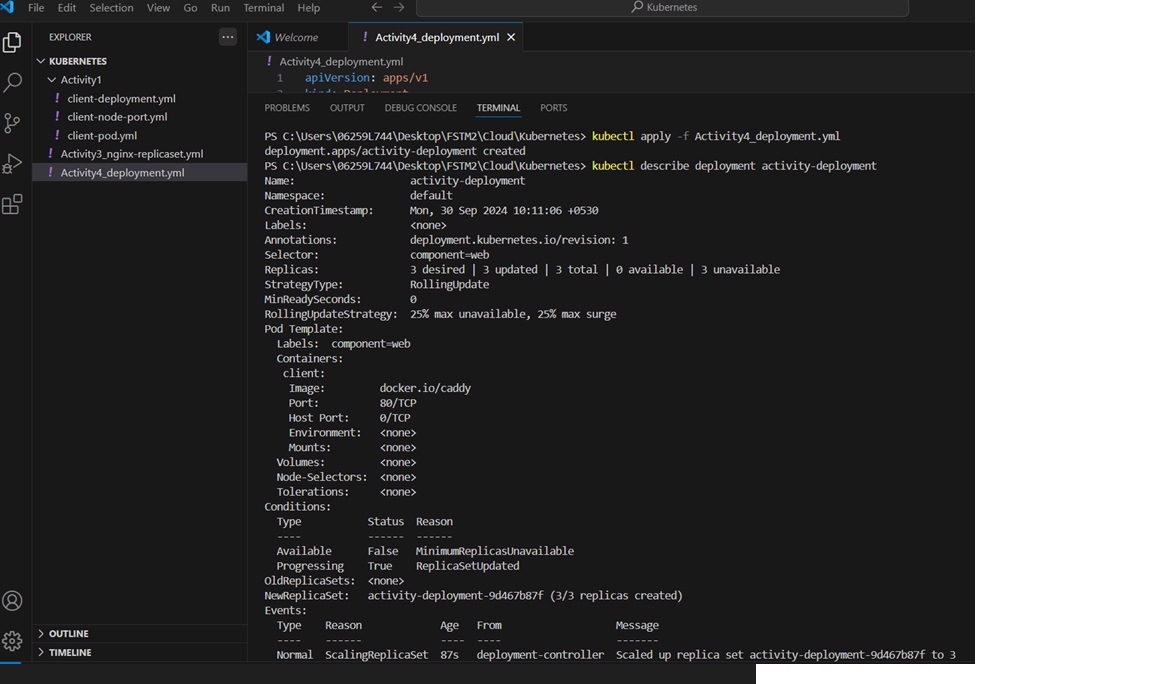 File Edit Selection View Go Run Terminal Help
Kubernetes
EXPLORER
KUBERNETES
Activity1
! client-deployment.yml
! client-node-port.yml
! client-pod.yml
! Activity3_nginx-replicaset.yml
! Activity4_deployment.yml
OUTLINE
TIMELINE
Welcome
! Activity4_deployment.yml
! Activity4_deployment.yml
1 apiVersion: apps/v1
kind: Deployment
PROBLEMS OUTPUT DEBUG CONSOLE TERMINAL PORTS
PS C:\Users\06259L744\Desktop\FSTM2\Cloud\Kubernetes> kubectl apply -f Activity4_deployment.yml
deployment.apps/activity-deployment created
PS C:\Users\06259L744\Desktop\FSTM2\Cloud\Kubernetes> kubectl describe deployment activity-deployment
Name: activity-deployment
Namespace: default
CreationTimestamp: Mon, 30 Sep 2024 10:11:06 +0530
Labels: <none>
Annotations: deployment.kubernetes.io/revision: 1
Selector: component=web
Replicas: 3 desired | 3 updated | 3 total | 0 available | 3 unavailable
StrategyType: RollingUpdate
MinReadySeconds: 0
RollingUpdateStrategy: 25% max unavailable, 25% max surge
Pod Template:
Labels: component=web
Containers:
client:
Image: docker.io/caddy
Port: 80/TCP
Host Port: 0/TCP
Environment: <none>
Mounts: <none>
Volumes: <none>
Node-Selectors: <none>
Tolerations: <none>
Conditions:
Type Status Reason
---- ------ ------
Available False MinimumReplicasUnavailable
Progressing True ReplicaSetUpdated
OldReplicaSets: <none>
NewReplicaSet: activity-deployment-9d467b87f (3/3 replicas created)
Events:
Type Reason Age From Message
---- ------ ---- ---- -------
Normal ScalingReplicaSet 87s deployment-controller Scaled up replica set activity-deployment-9d467b87f to 3